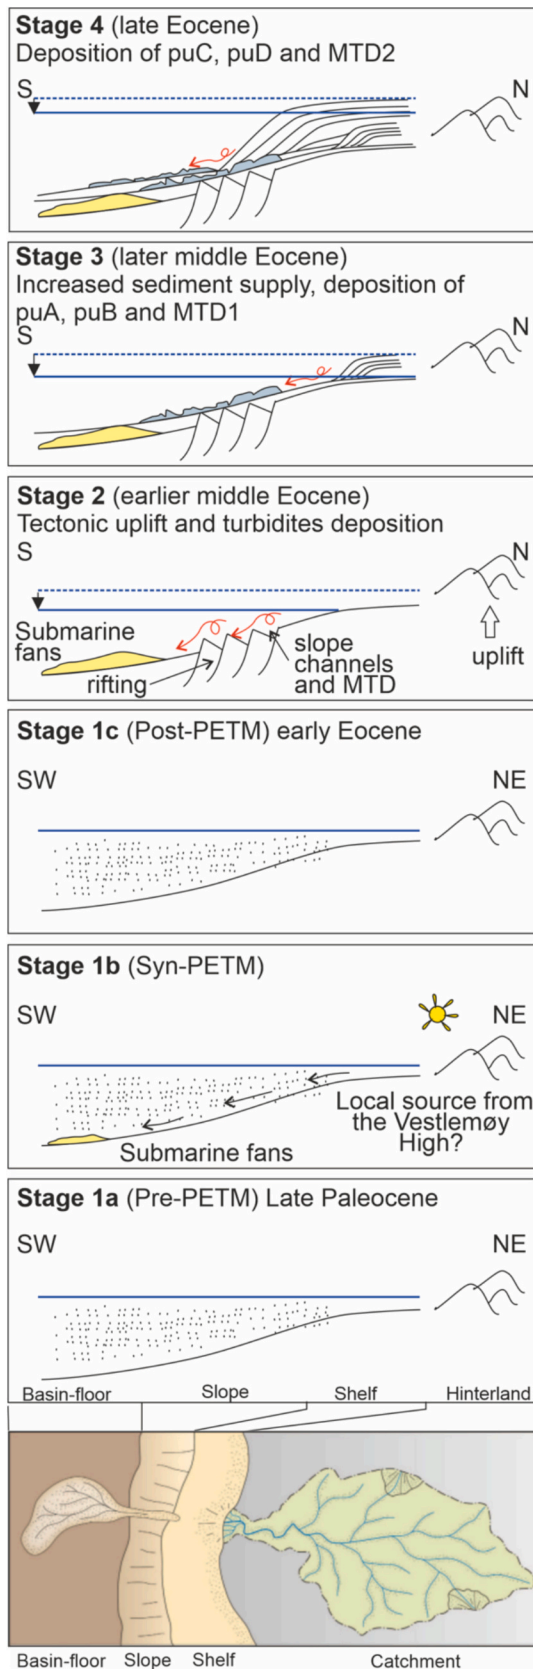 Stage 4 (late Eocene)
Deposition of puC, puD and MTD2
S
N
Stage 3 (later middle Eocene)
Increased sediment supply, deposition of
puA, puB and MTD1
S
N
Stage 2 (earlier middle Eocene)
Tectonic uplift and turbidites deposition
S
N
Submarine
fans
rifting
slope
channels
and MTD
uplift
Stage 1c (Post-PETM) early Eocene
SW
NE
Stage 1b (Syn-PETM)
SW
NE
Local source from
the Vestlemøy
High?
Submarine fans
Stage 1a (Pre-PETM) Late Paleocene
SW
NE
Basin-floor Slope Shelf Hinterland
Basin-floor Slope Shelf Catchment